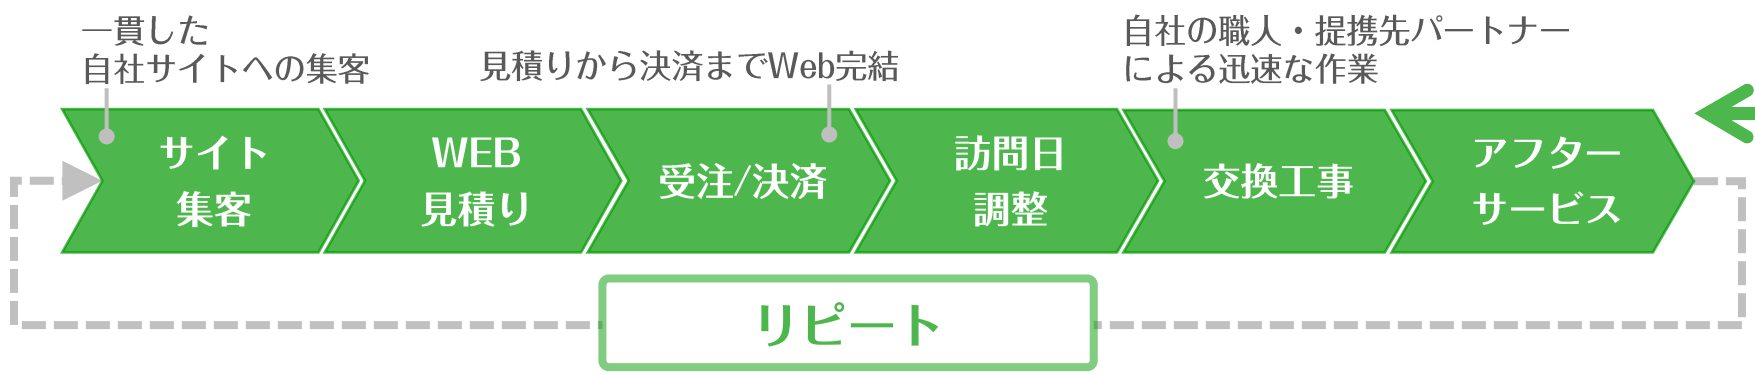 一貫した
自社サイトへの集客
見積りから決済までWeb完結
自社の職人・提携先パートナー
による迅速な作業
サイト
集客
WEB
見積り
受注/決済
訪問日
調整
交換工事
アフター
サービス
リピート